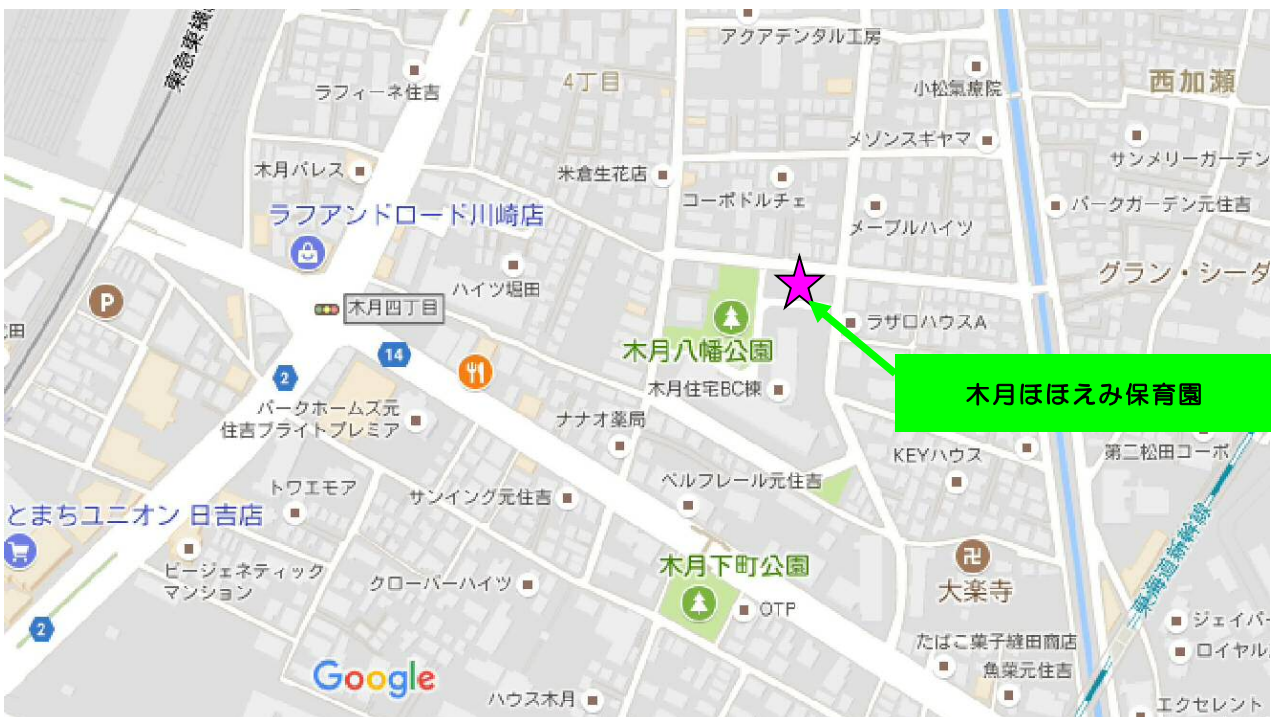 東急東横
アクアデンタル工房
4丁目
ラフィーネ住吉
小松氣療院
西加瀬
メゾンスギヤマ
サンメリーガーデン
木月パレス
米倉生花店
コーポドルチェ
パークガーデン元住吉
ラフアンドロード川崎店
メープルハイツ
グラン・シーダ
ハイツ堀田
P
木月四丁目
ラザロハウスA
田
木月八幡公園
14
2
木月住宅BC棟
木月ほほえみ保育園
パークホームズ元
住吉ブライトプレミア
ナナオ薬局
KEYハウス
第二松田コーポ
トワエモア
サンイング元住吉
ベルフレール元住吉
とまちユニオン 日吉店
東海道新幹線
ビージェネティック
マンション
クローバーハイツ
木月下町公園
卍
大楽寺
OTP
2
ジェイパー
たばこ菓子縫田商店
ロイヤル
Google
魚菜元住吉
ハウス木月
エクセレント